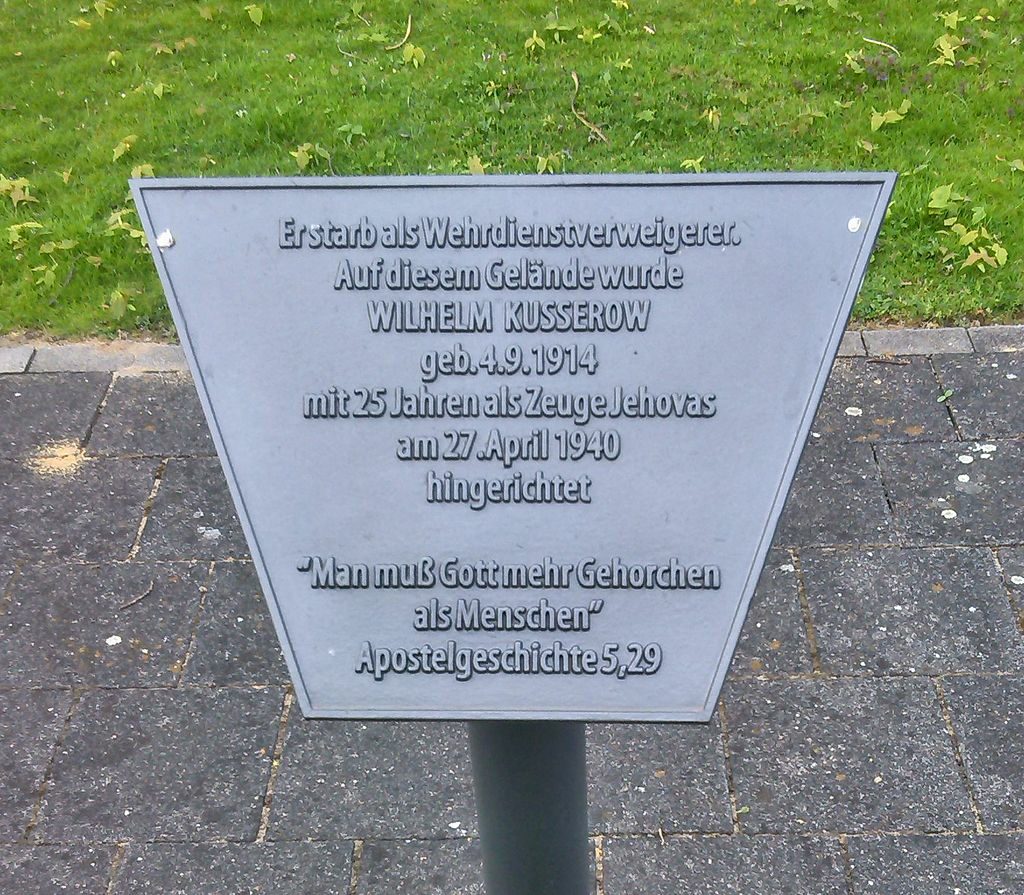 Er starb als Wehrdienstverweigerer.
Auf diesem Gelände wurde
WILHELM KUSSEROW
geb. 4.9.1914
mit 25 Jahren als Zeuge Jehovas
am 27. April 1940
hingerichtet
"Man muß Gott mehr Gehorchen
als Menschen"
Apostelgeschichte 5,29